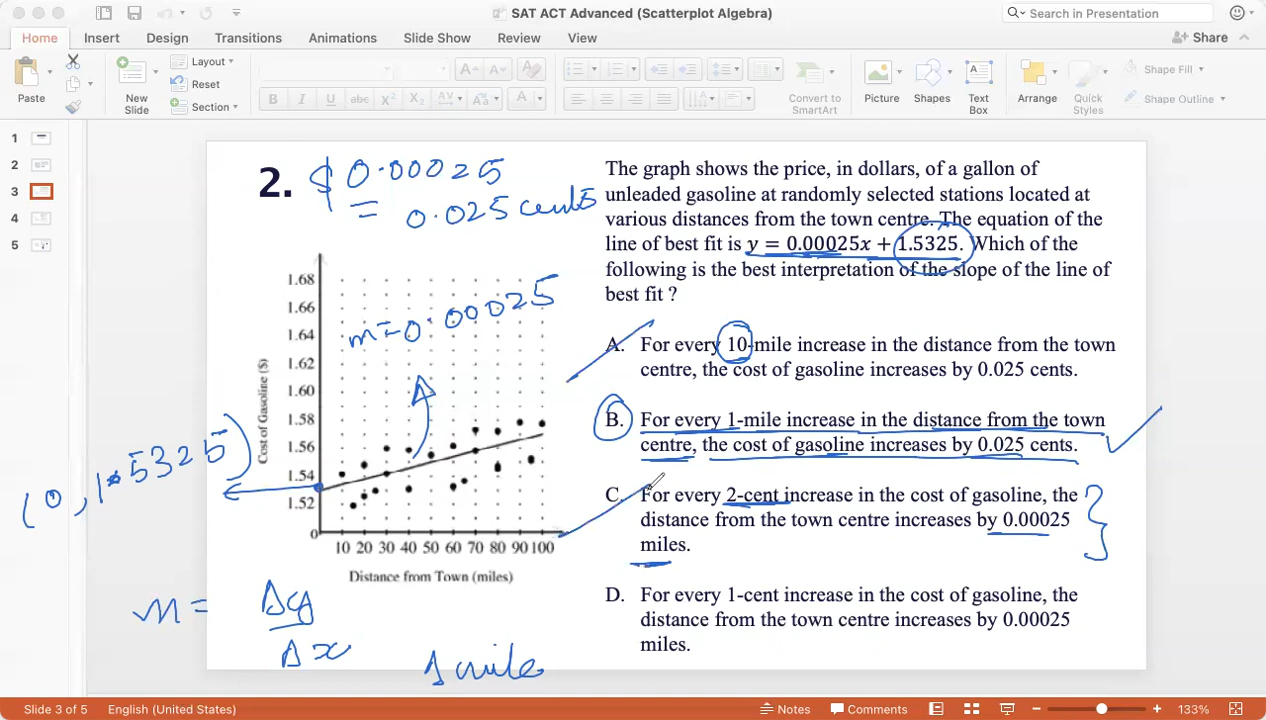 SAT ACT Advanced (Scatterplot Algebra)
Search in Presentation
Home Insert Design Transitions Animations Slide Show Review View
Share
Paste
New Slide
Layout
Reset
Section
B I U abc X² X₂ AV Aa A
Convert to SmartArt
Picture
Shapes
Text Box
Arrange
Quick Styles
Shape Fill
Shape Outline
1
2
3
4
5
2.
$ 0.00025
= 0.025 cents
The graph shows the price, in dollars, of a gallon of
unleaded gasoline at randomly selected stations located at
various distances from the town centre. The equation of the
line of best fit is y = 0.00025x + 1.5325. Which of the
following is the best interpretation of the slope of the line of
best fit ?
A. For every 10-mile increase in the distance from the town
centre, the cost of gasoline increases by 0.025 cents.
B. For every 1-mile increase in the distance from the town
centre, the cost of gasoline increases by 0.025 cents.
C. For every 2-cent increase in the cost of gasoline, the
distance from the town centre increases by 0.00025
miles.
D. For every 1-cent increase in the cost of gasoline, the
distance from the town centre increases by 0.00025
miles.
m=0.00025
Cost of Gasoline ($)
1.68
1.66
1.64
1.62
1.60
1.58
1.56
1.54
1.52
0
10 20 30 40 50 60 70 80 90 100
Distance from Town (miles)
(0, 1.5325)
m = Δy
Δx
1 mile
Slide 3 of 5
English (United States)
Notes
Comments
133%